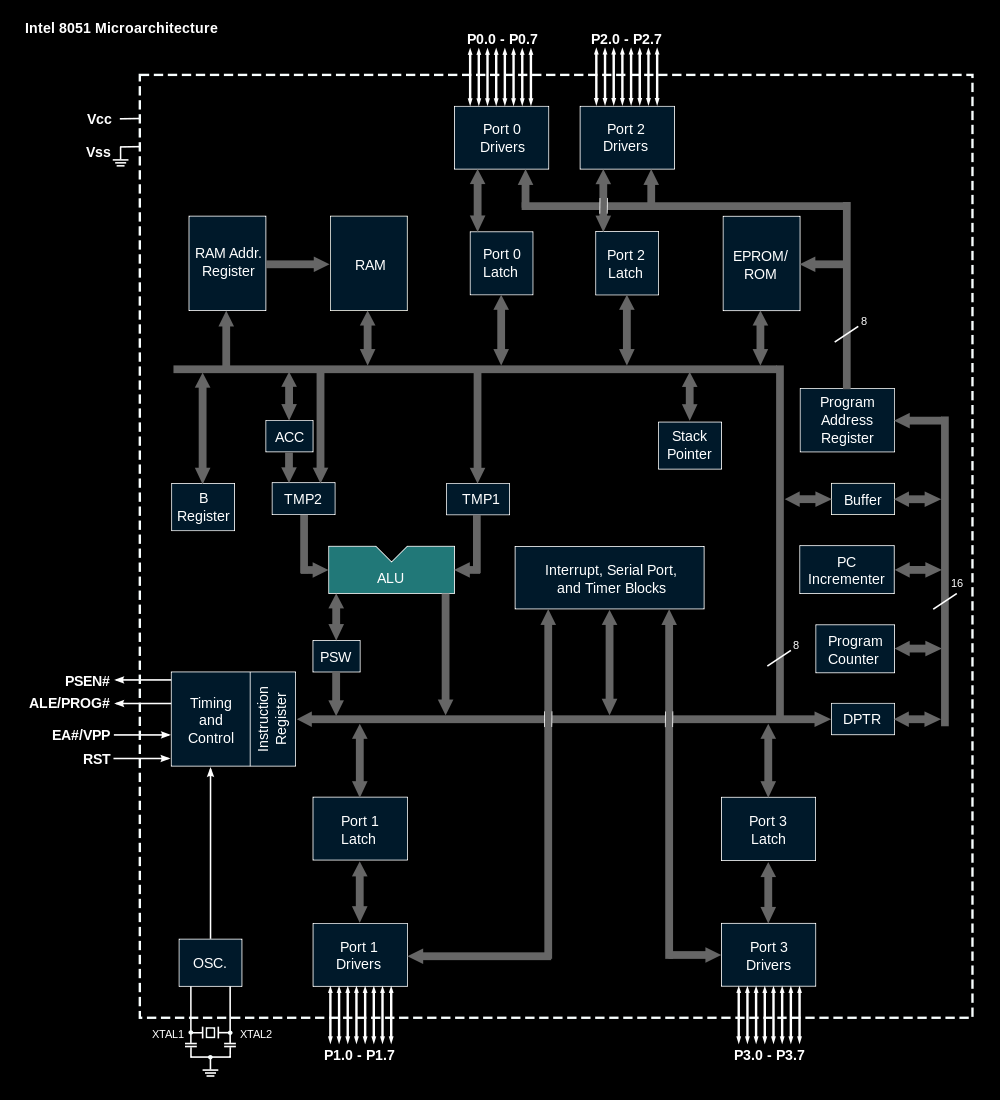 Intel 8051 Microarchitecture
P0.0 - P0.7
P2.0 - P2.7
Vcc
Vss
Port 0
Drivers
Port 2
Drivers
RAM Addr.
Register
RAM
Port 0
Latch
Port 2
Latch
EPROM/
ROM
8
Program
Address
Register
ACC
Stack
Pointer
B
Register
TMP2
TMP1
Buffer
ALU
Interrupt, Serial Port,
and Timer Blocks
PC
Incrementer
16
PSW
8
Program
Counter
PSEN#
ALE/PROG#
EA#/VPP
RST
Timing
and
Control
Instruction
Register
DPTR
Port 1
Latch
Port 3
Latch
OSC.
Port 1
Drivers
Port 3
Drivers
XTAL1
XTAL2
P1.0 - P1.7
P3.0 - P3.7